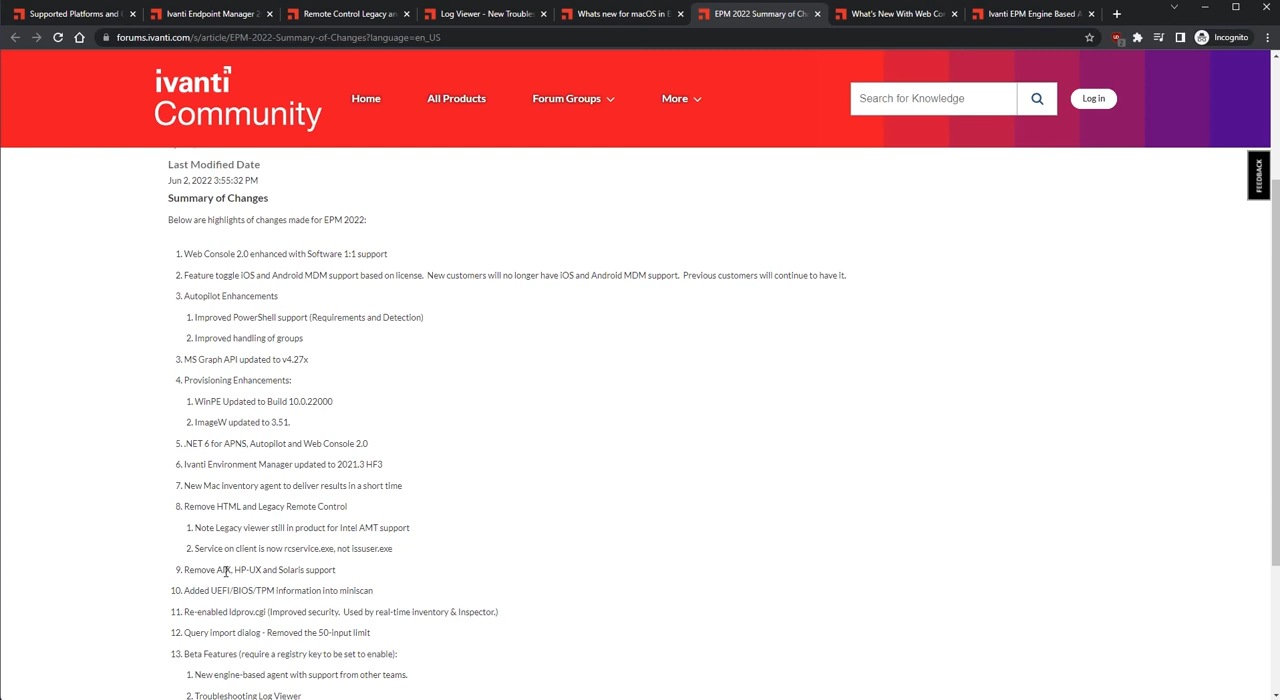 Supported Platforms and
Ivanti Endpoint Manager 2
Remote Control Legacy an
Log Viewer - New Troubles
Whats new for macOS in E
EPM 2022 Summary of Ch
What's New With Web Co
Ivanti EPM Engine Based A
forums.ivanti.com/s/article/EPM-2022-Summary-of-Changes?language=en_US
2
Incognito
ivanti
Community
Home
All Products
Forum Groups
More
Search for Knowledge
Log in
FEEDBACK
Last Modified Date
Jun 2, 2022 3:55:32 PM
Summary of Changes
Below are highlights of changes made for EPM 2022:
1. Web Console 2.0 enhanced with Software 1:1 support
2. Feature toggle iOS and Android MDM support based on license. New customers will no longer have iOS and Android MDM support. Previous customers will continue to have it.
3. Autopilot Enhancements
1. Improved PowerShell support (Requirements and Detection)
2. Improved handling of groups
3. MS Graph API updated to v4.27x
4. Provisioning Enhancements:
1. WinPE Updated to Build 10.0.22000
2. ImageW updated to 3.51.
5. .NET 6 for APNS, Autopilot and Web Console 2.0
6. Ivanti Environment Manager updated to 2021.3 HF3
7. New Mac inventory agent to deliver results in a short time
8. Remove HTML and Legacy Remote Control
1. Note Legacy viewer still in product for Intel AMT support
2. Service on client is now rcservice.exe, not issuser.exe
9. Remove AIX, HP-UX and Solaris support
10. Added UEFI/BIOS/TPM information into miniscan
11. Re-enabled ldprov.cgi (Improved security. Used by real-time inventory & Inspector.)
12. Query import dialog - Removed the 50-input limit
13. Beta Features (require a registry key to be set to enable):
1. New engine-based agent with support from other teams.
2. Troubleshooting Log Viewer